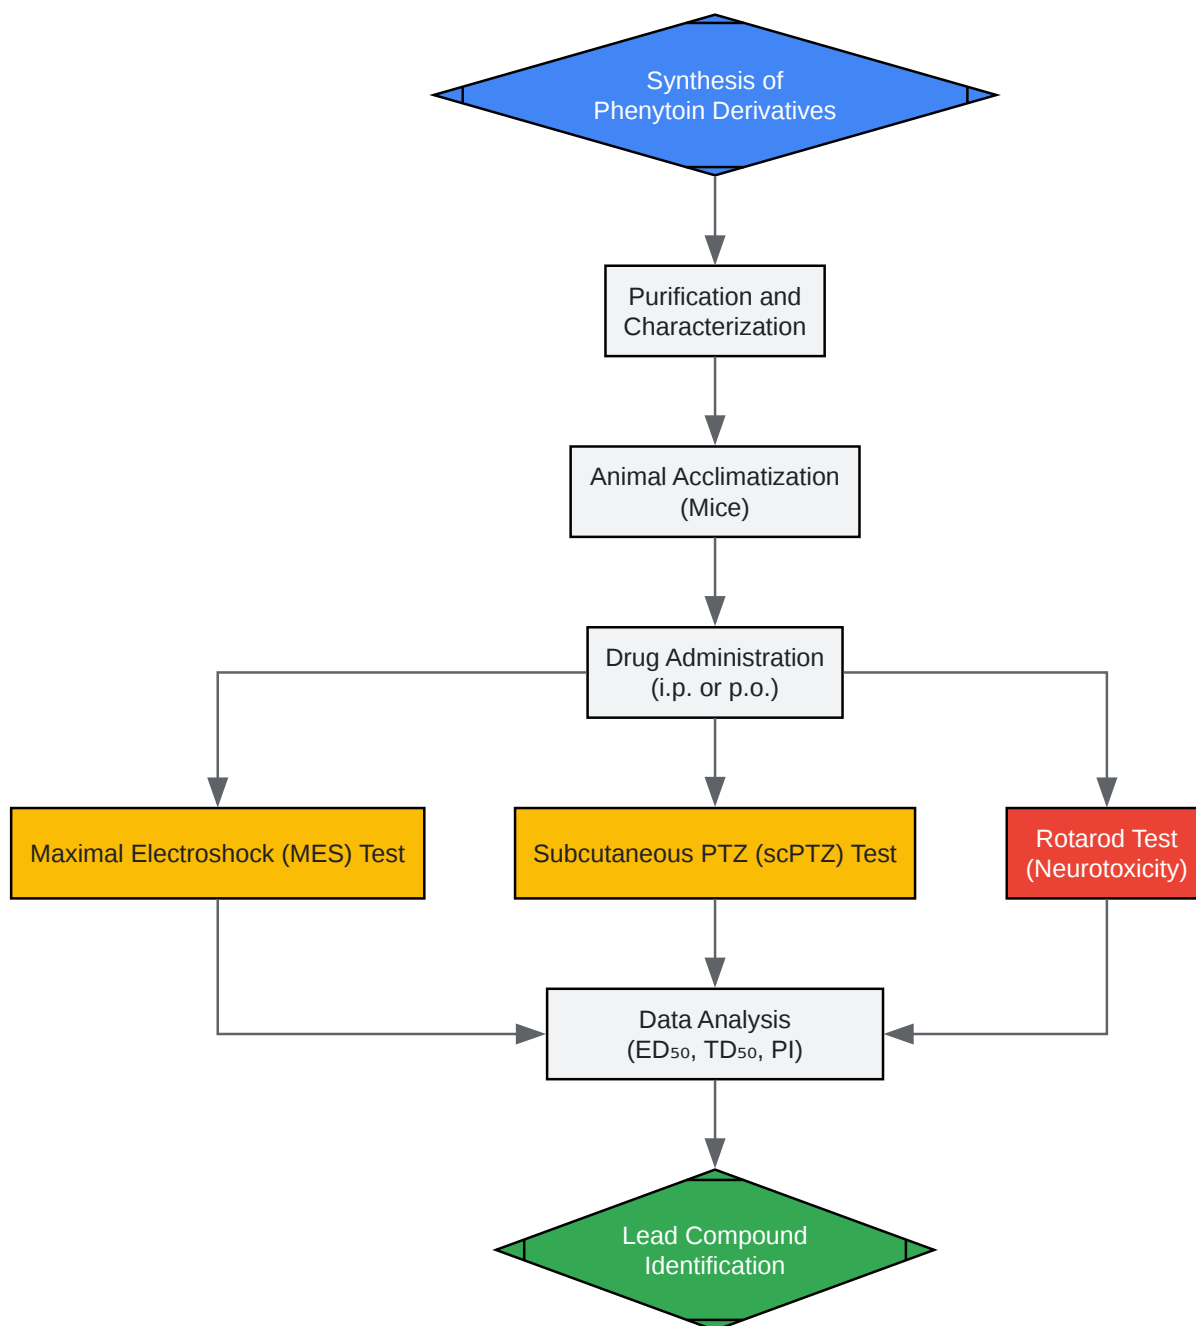 Synthesis of
Phenytoin Derivatives
Purification and
Characterization
Animal Acclimatization
(Mice)
Drug Administration
(i.p. or p.o.)
Maximal Electroshock (MES) Test
Subcutaneous PTZ (scPTZ) Test
Rotarod Test
(Neurotoxicity)
Data Analysis
(ED₅₀, TD₅₀, PI)
Lead Compound
Identification